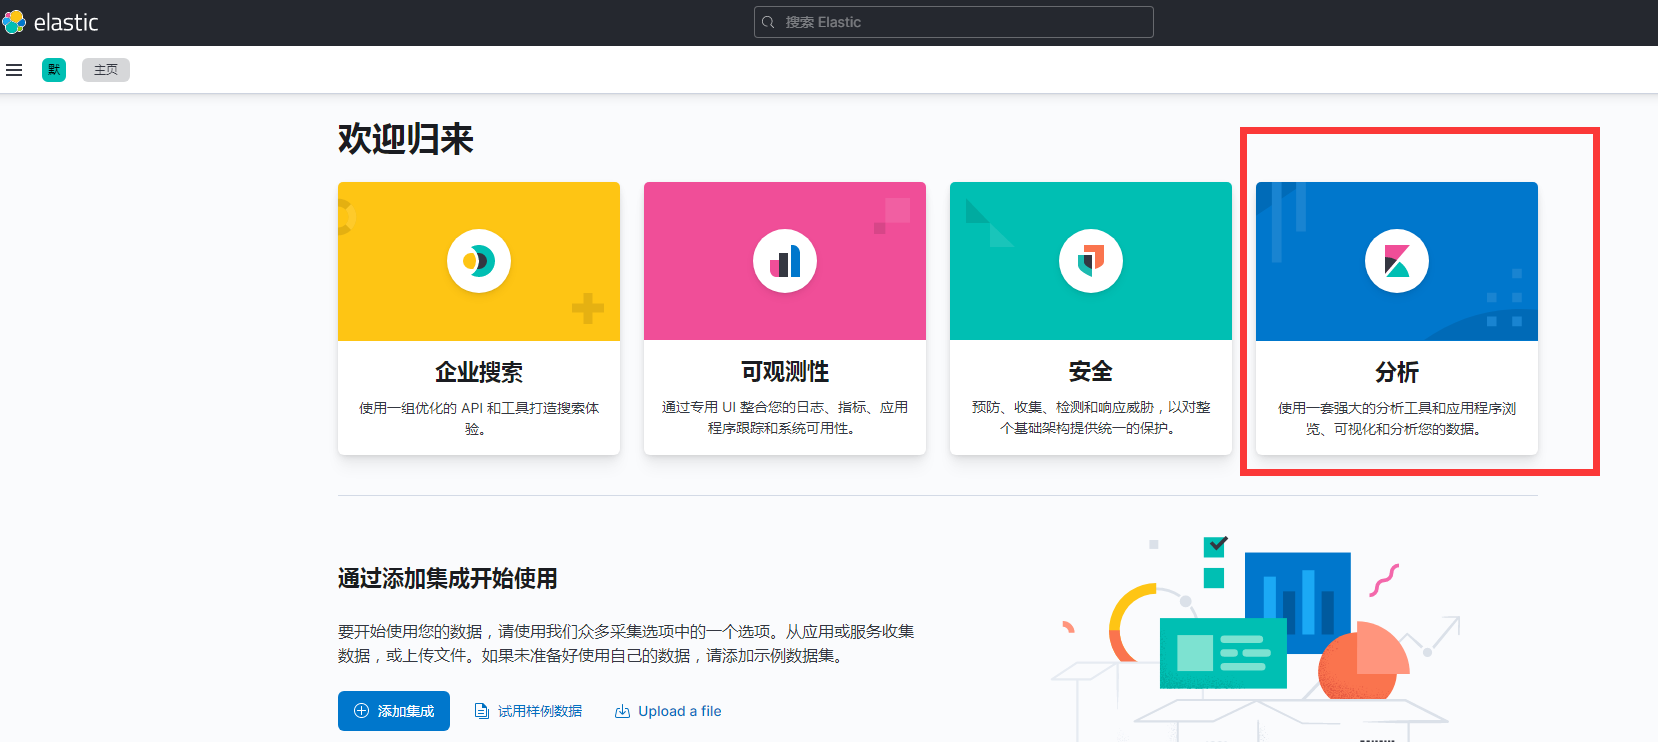 elastic
搜索 Elastic
默
主页
欢迎归来
企业搜索
使用一组优化的 API 和工具打造搜索体
验。
可观测性
通过专用 UI 整合您的日志、指标、应用
程序跟踪和系统可用性。
安全
预防、收集、检测和响应威胁，以对整
个基础架构提供统一的保护。
分析
使用一套强大的分析工具和应用程序浏
览、可视化和分析您的数据。
通过添加集成开始使用
要开始使用您的数据，请使用我们众多采集选项中的一个选项。从应用或服务收集
数据，或上传文件。如果未准备好使用自己的数据，请添加示例数据集。
添加集成
试用样例数据
Upload a file